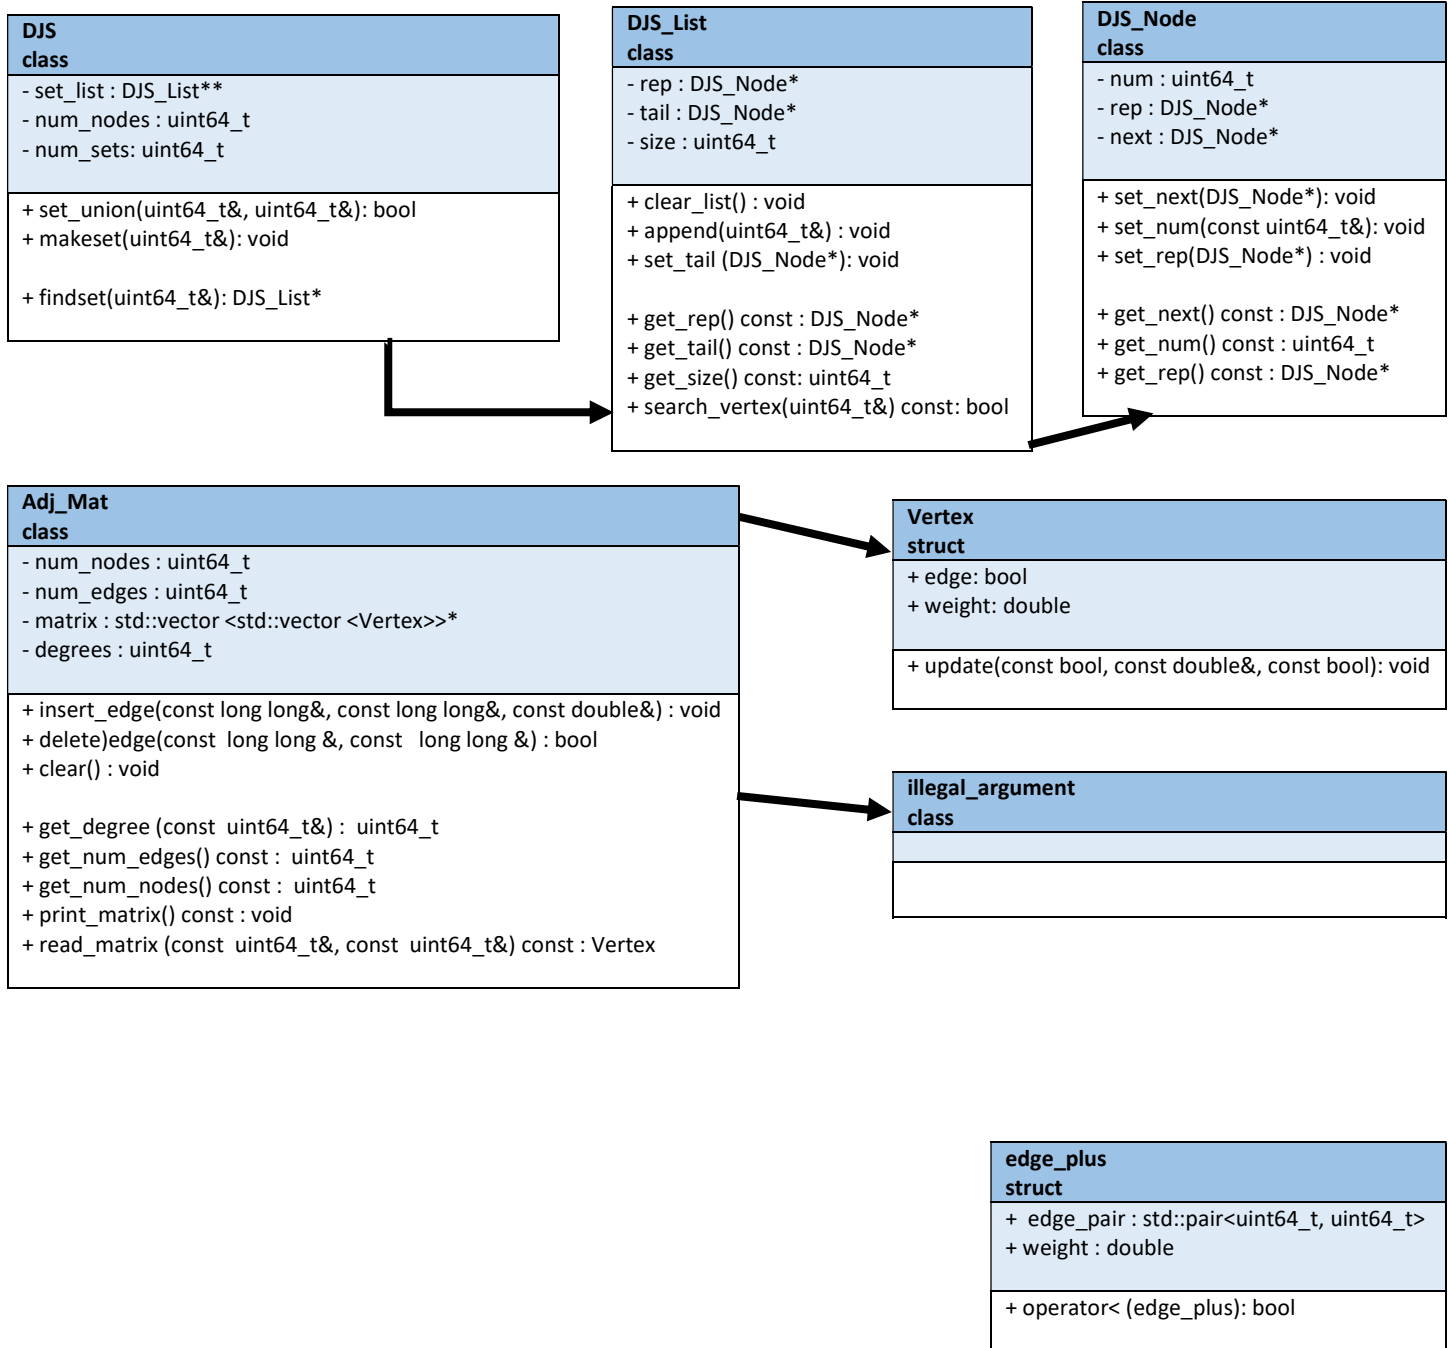 DJS
class
- set_list : DJS_List**
- num_nodes : uint64_t
- num_sets: uint64_t
+ set_union(uint64_t&, uint64_t&): bool
+ makeset(uint64_t&): void
+ findset(uint64_t&): DJS_List*
DJS_List
class
- rep : DJS_Node*
- tail : DJS_Node*
- size : uint64_t
+ clear_list() : void
+ append(uint64_t&) : void
+ set_tail (DJS_Node*): void
+ get_rep() const : DJS_Node*
+ get_tail() const : DJS_Node*
+ get_size() const: uint64_t
+ search_vertex(uint64_t&) const: bool
DJS_Node
class
- num : uint64_t
- rep : DJS_Node*
- next : DJS_Node*
+ set_next(DJS_Node*): void
+ set_num(const uint64_t&): void
+ set_rep(DJS_Node*) : void
+ get_next() const : DJS_Node*
+ get_num() const : uint64_t
+ get_rep() const : DJS_Node*
Adj_Mat
class
- num_nodes : uint64_t
- num_edges : uint64_t
- matrix : std::vector <std::vector <Vertex>>*
- degrees : uint64_t
+ insert_edge(const long long&, const long long&, const double&) : void
+ delete)edge(const long long &, const long long &) : bool
+ clear() : void
+ get_degree (const uint64_t&) : uint64_t
+ get_num_edges() const : uint64_t
+ get_num_nodes() const : uint64_t
+ print_matrix() const : void
+ read_matrix (const uint64_t&, const uint64_t&) const : Vertex
Vertex
struct
+ edge: bool
+ weight: double
+ update(const bool, const double&, const bool): void
illegal_argument
class
edge_plus
struct
+ edge_pair : std::pair<uint64_t, uint64_t>
+ weight : double
+ operator< (edge_plus): bool